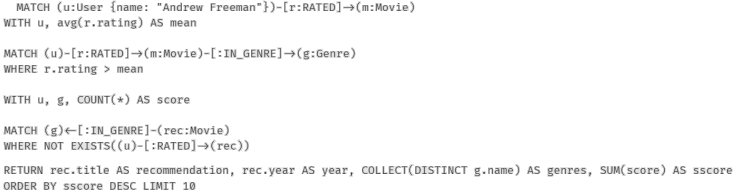 MATCH (u:User {name: "Andrew Freeman"})-[r:RATED]->(m:Movie)
WITH u, avg(r.rating) AS mean
MATCH (u)-[r:RATED]->(m:Movie)-[:IN_GENRE]->(g:Genre)
WHERE r.rating > mean
WITH u, g, COUNT(*) AS score
MATCH (g)<-[:IN_GENRE]-(rec:Movie)
WHERE NOT EXISTS((u)-[:RATED]->(rec))
RETURN rec.title AS recommendation, rec.year AS year, COLLECT(DISTINCT g.name) AS genres, SUM(score) AS sscore
ORDER BY sscore DESC LIMIT 10